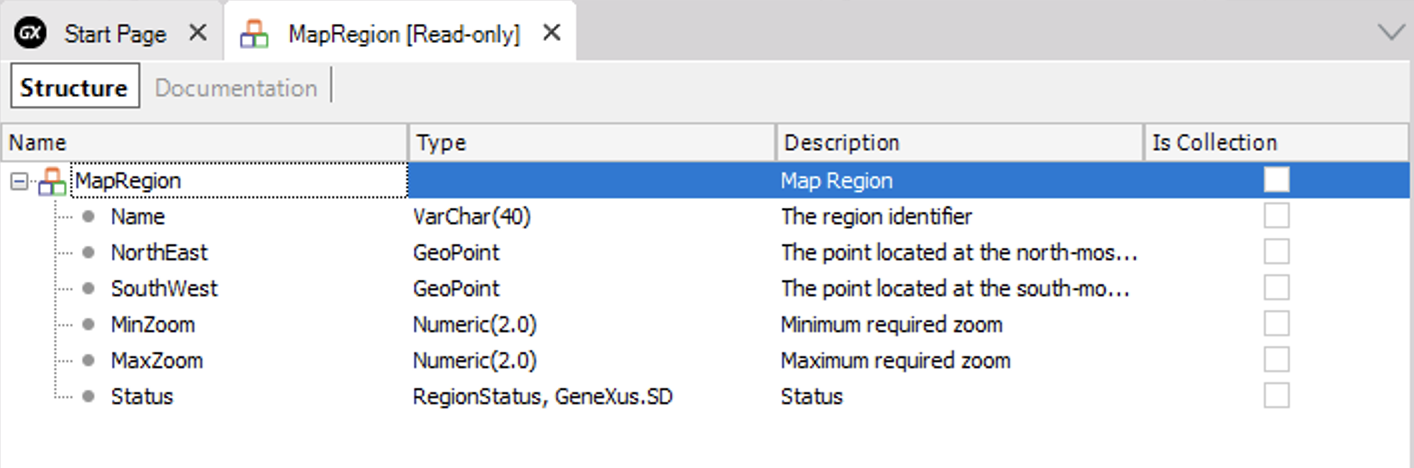 GX Start Page MapRegion [Read-only]
Structure Documentation
Name Type Description Is Collection
MapRegion Map Region
Name VarChar(40) The region identifier
NorthEast GeoPoint The point located at the north-mos...
SouthWest GeoPoint The point located at the south-mo...
MinZoom Numeric(2.0) Minimum required zoom
MaxZoom Numeric(2.0) Maximum required zoom
Status RegionStatus, GeneXus.SD Status